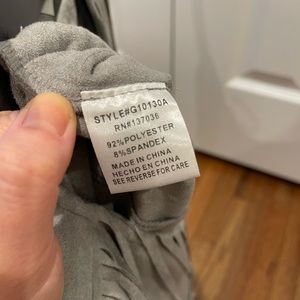 STYLE#G10130A
RN#137036
92%POLYESTER
8%SPANDEX
MADE IN CHINA
HECHO EN CHINA
SEE REVERSE FOR CARE